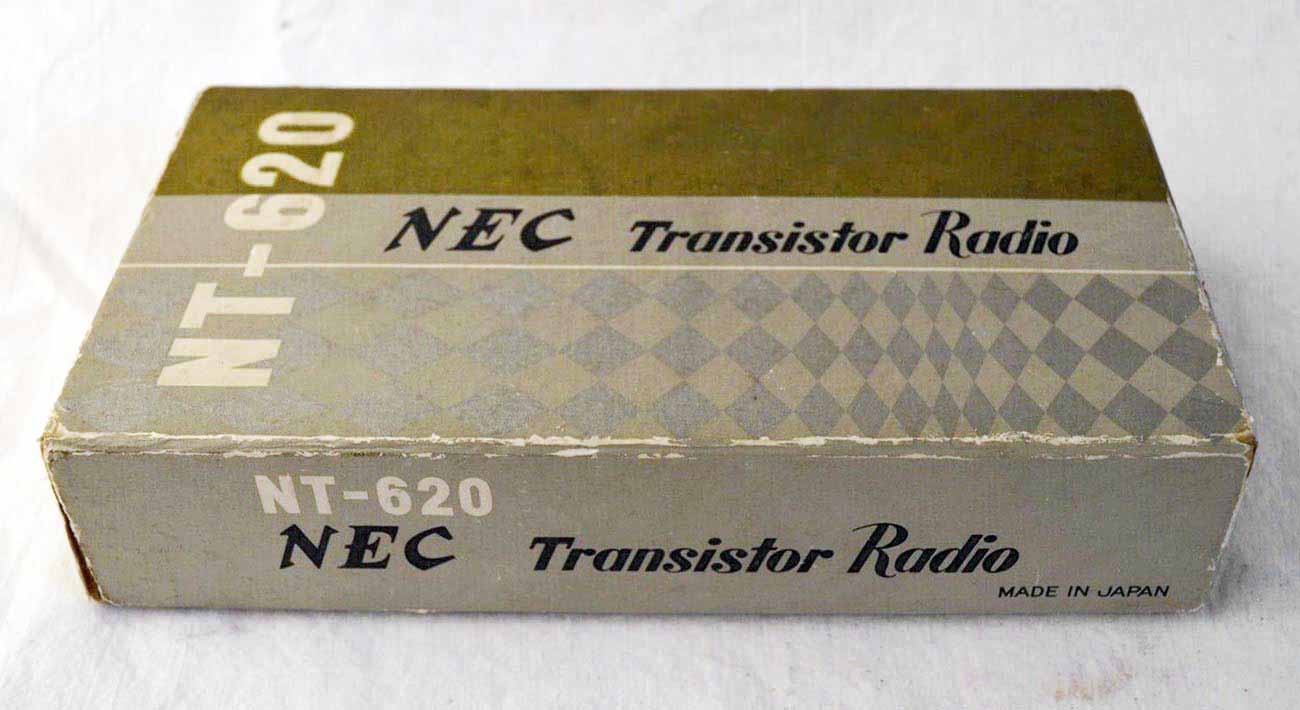 NT-620
NEC Transistor Radio
NT-620
NEC Transistor Radio
MADE IN JAPAN